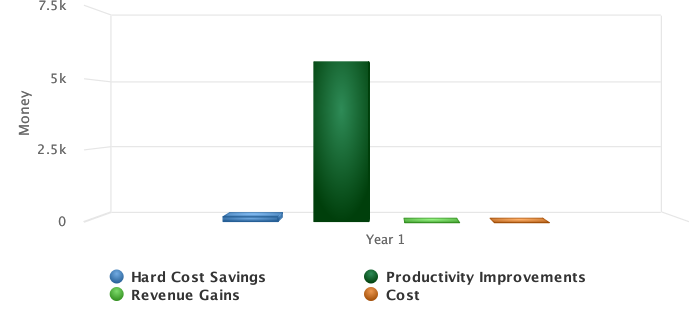 7.5k
5k
Money
2.5k
0
Year 1
Hard Cost Savings
Productivity Improvements
Revenue Gains
Cost